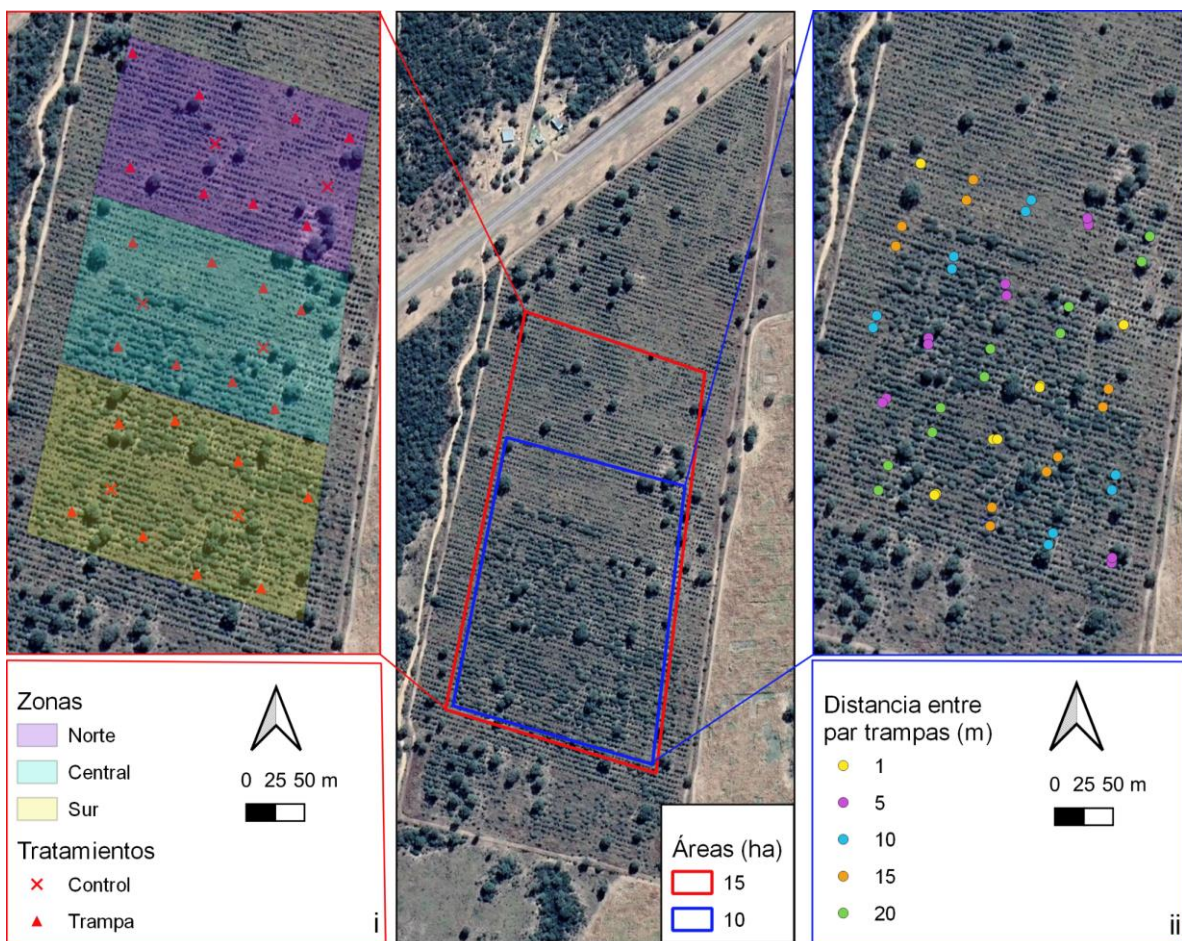 Zonas
Norte
Central
Sur
Tratamientos
Control
Trampa
0 25 50 m
i
Áreas (ha)
15
10
Distancia entre
par trampas (m)
1
5
10
15
20
0 25 50 m
ii